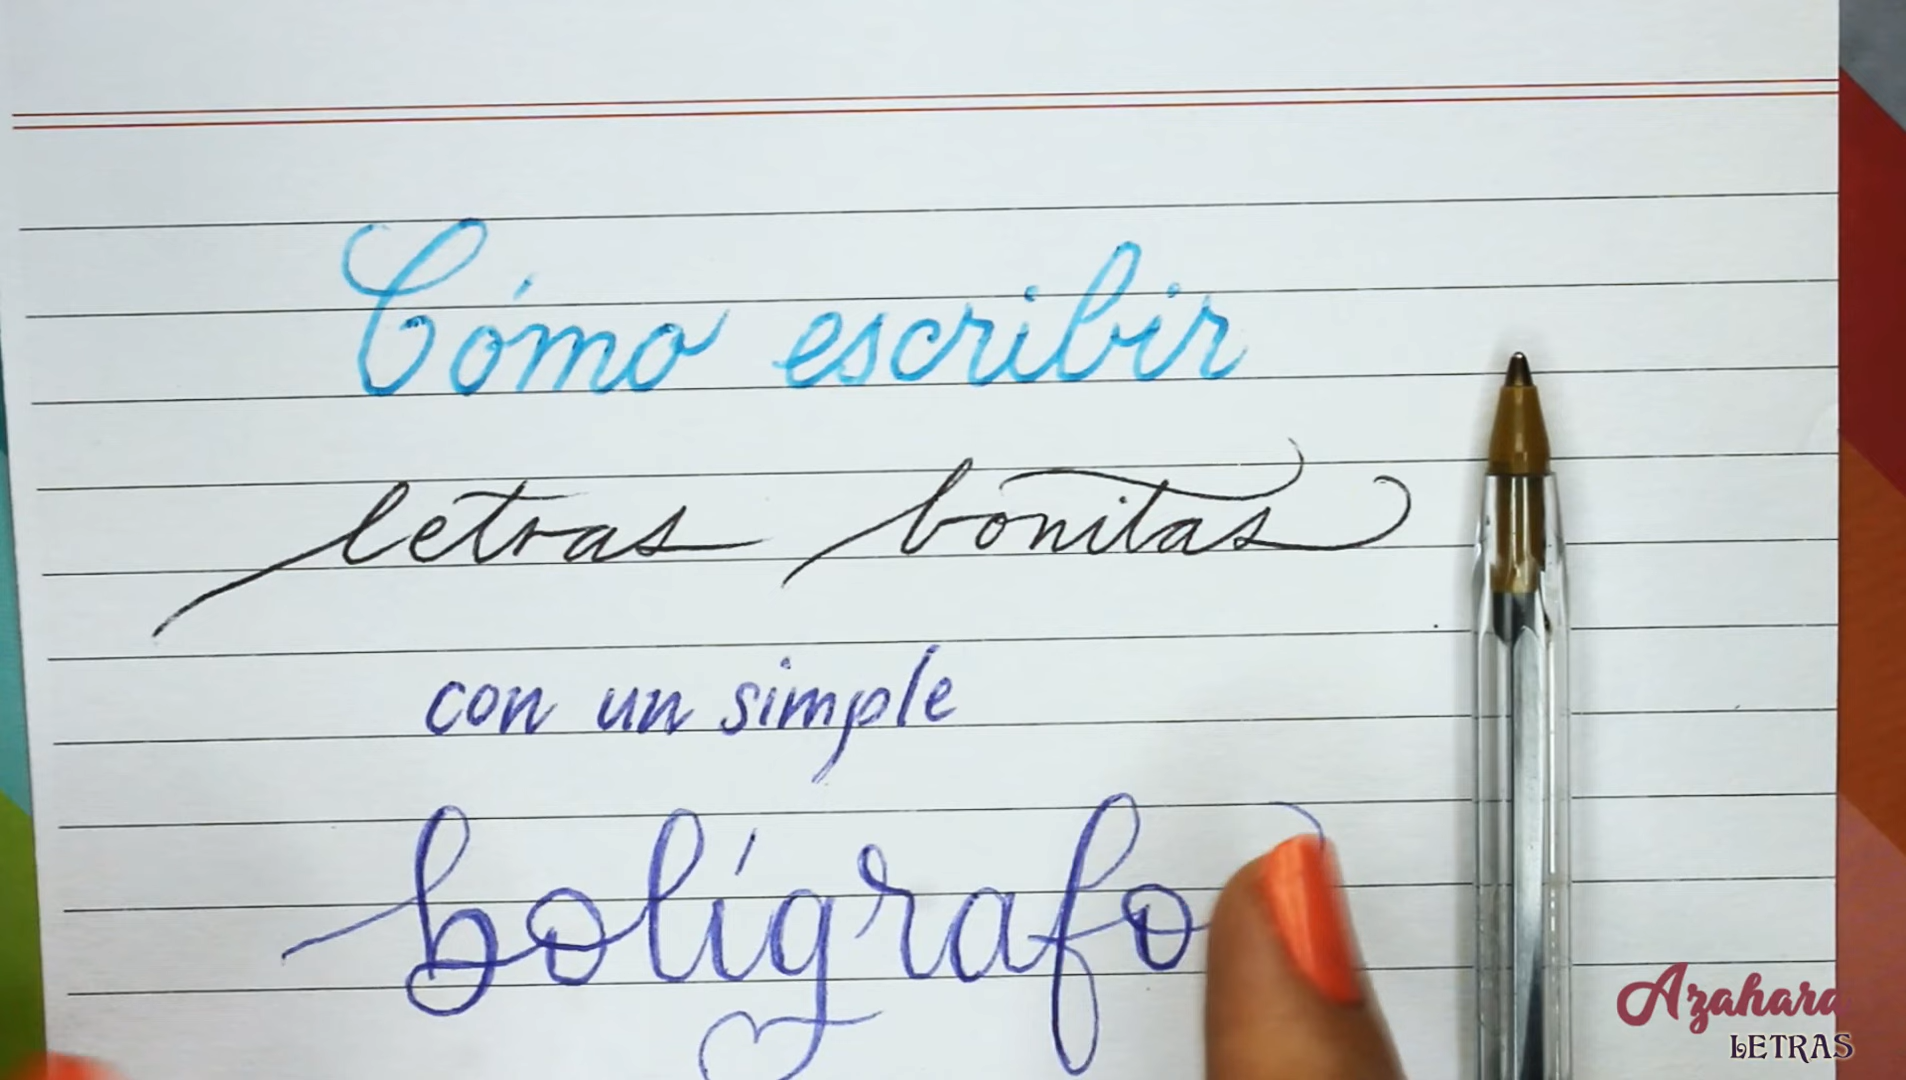 Cómo escribir
letras bonitas
con un simple
bolígrafo
Azahara
LETRAS